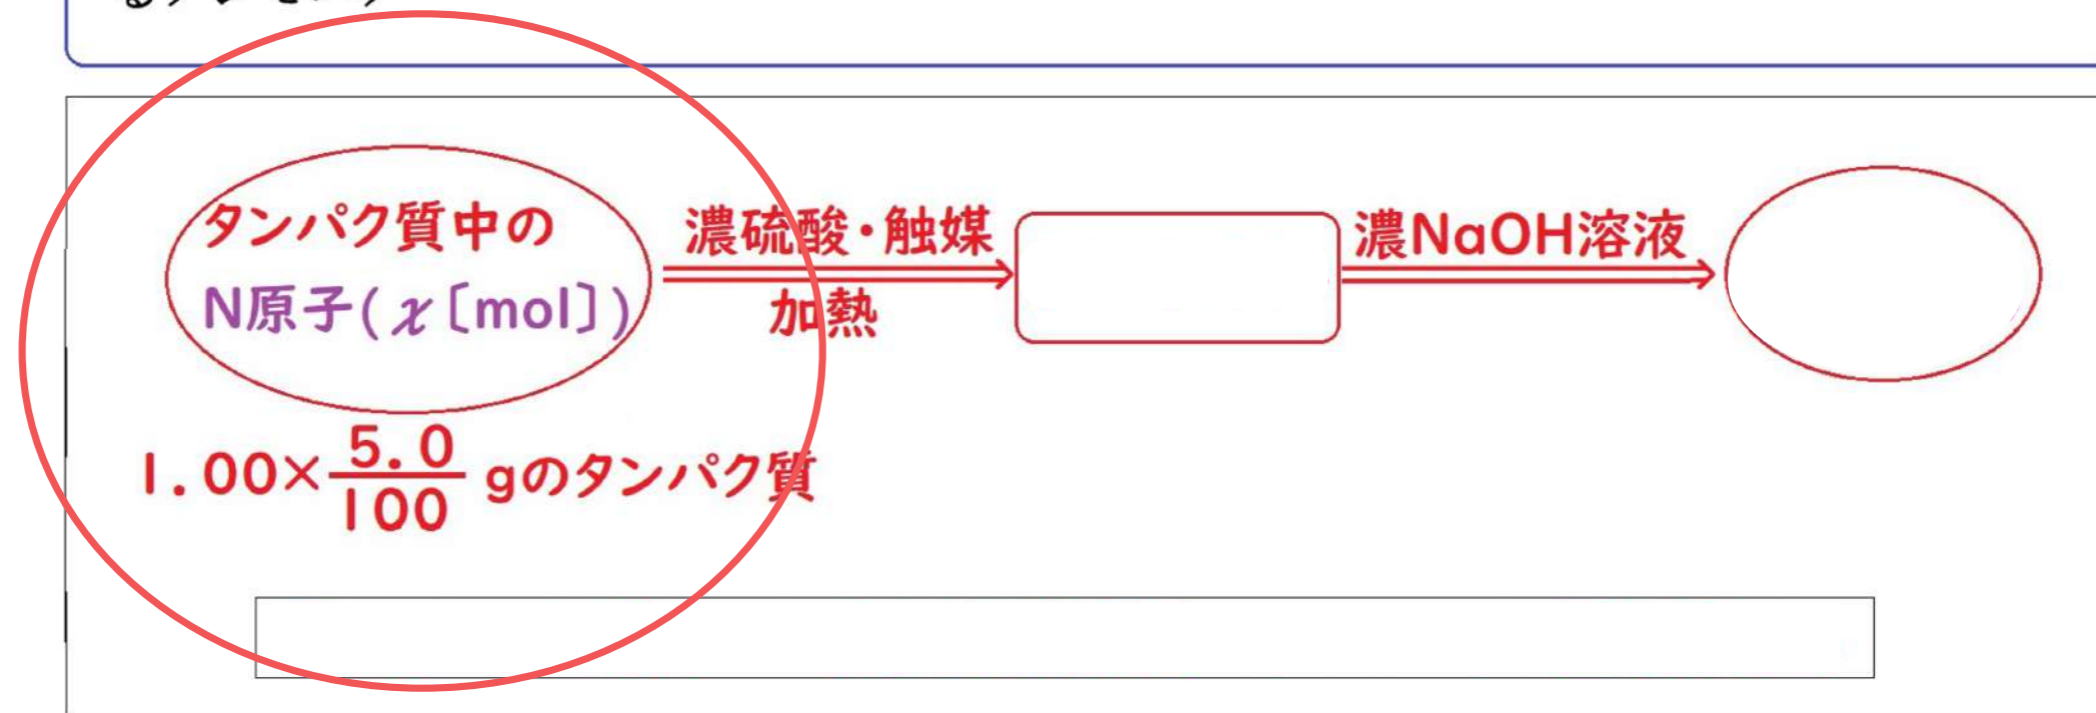 タンパク質中の
N原子(x〔mol〕)
濃硫酸・触媒
加熱
濃NaOH溶液
1.00×5.0/100 gのタンパク質